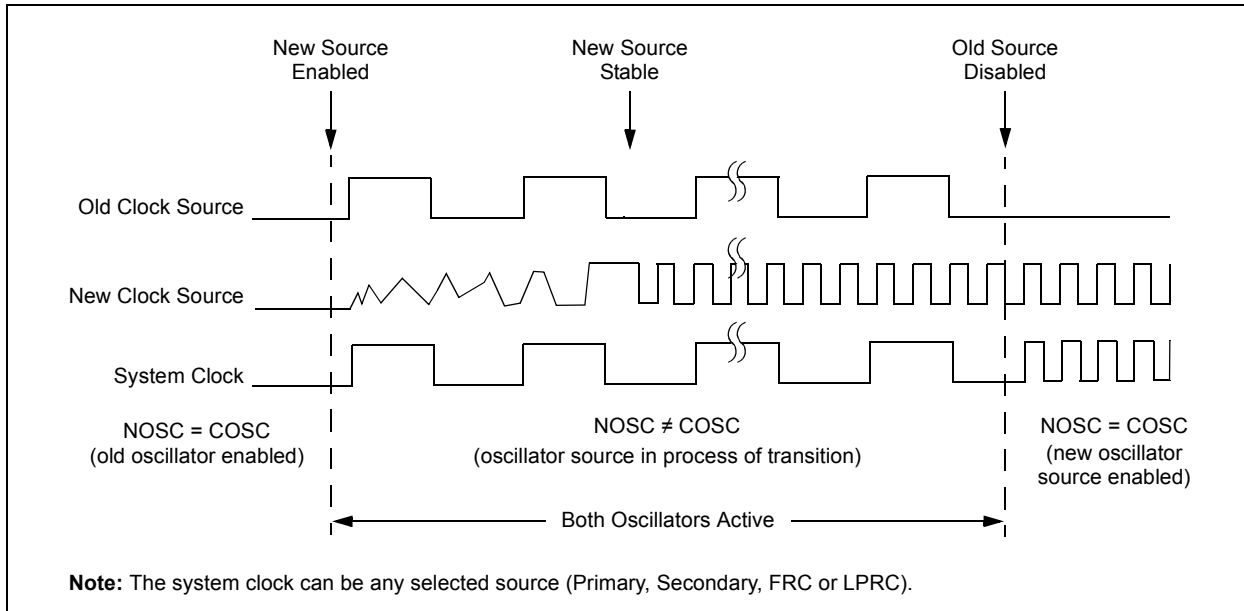 New Source
Enabled
New Source
Stable
Old Source
Disabled
Old Clock Source
New Clock Source
System Clock
NOSC = COSC
(old oscillator enabled)
NOSC ≠ COSC
(oscillator source in process of transition)
NOSC = COSC
(new oscillator
source enabled)
Both Oscillators Active
Note: The system clock can be any selected source (Primary, Secondary, FRC or LPRC).